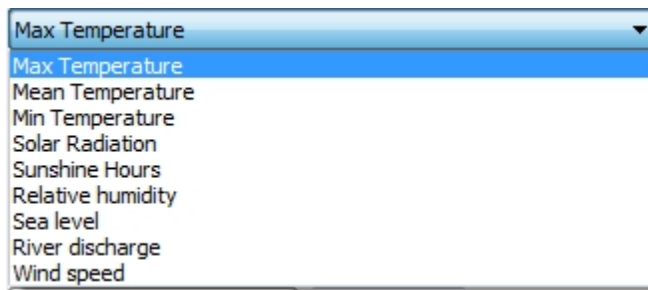 Max Temperature
Max Temperature
Mean Temperature
Min Temperature
Solar Radiation
Sunshine Hours
Relative humidity
Sea level
River discharge
Wind speed